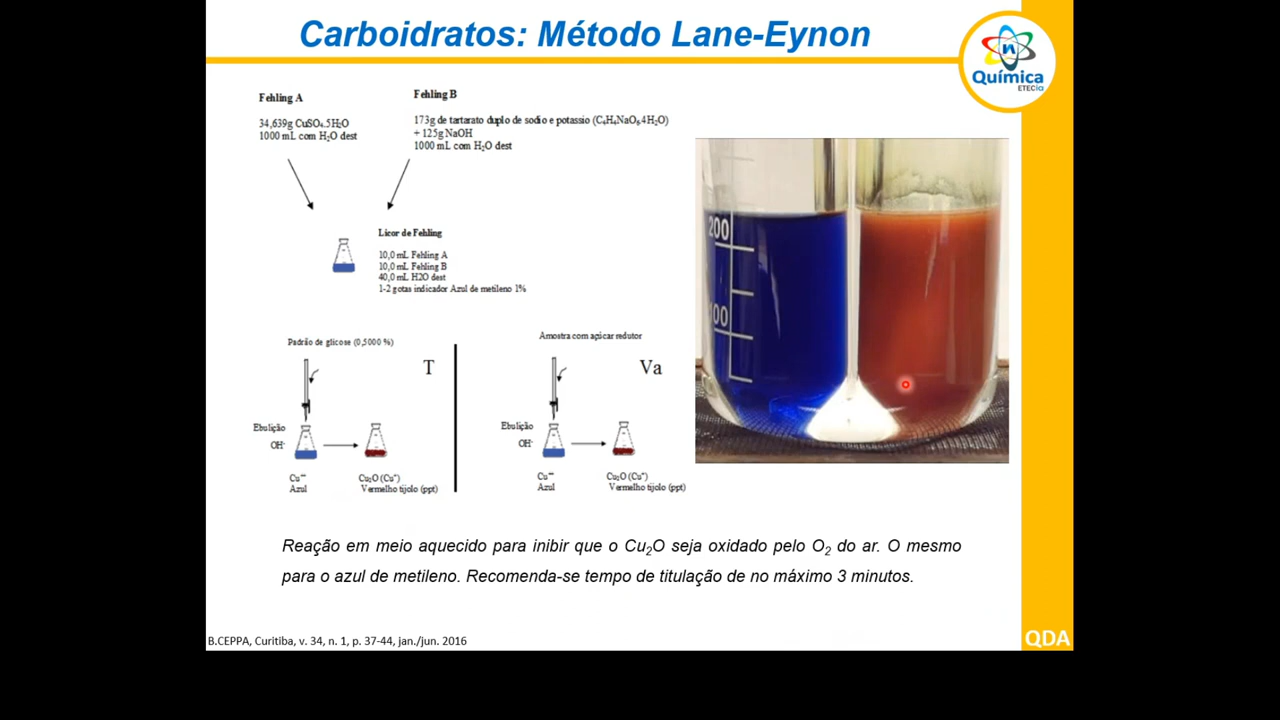 Carboidratos: Método Lane-Eynon
n
Química
ETECia
Fehling A
34,639g CuSO₄.5H₂O
1000 mL com H₂O dest
Fehling B
173g de tartarato duplo de sodio e potassio (C₄H₄NaO₆.4H₂O)
+ 125g NaOH
1000 mL com H₂O dest
Licor de Fehling
10,0 mL Fehling A
10,0 mL Fehling B
40,0 mL H2O dest
1-2 gotas indicador Azul de metileno 1%
200
100
Padrão de glicose (0,5000 %)
T
Ebulição
OH⁻
Cu⁺⁺
Azul
Cu₂O (Cu⁺)
Vermelho tijolo (ppt)
Amostra com açúcar redutor
Va
Ebulição
OH⁻
Cu⁺⁺
Azul
Cu₂O (Cu⁺)
Vermelho tijolo (ppt)
Reação em meio aquecido para inibir que o Cu₂O seja oxidado pelo O₂ do ar. O mesmo
para o azul de metileno. Recomenda-se tempo de titulação de no máximo 3 minutos.
B.CEPPA, Curitiba, v. 34, n. 1, p. 37-44, jan./jun. 2016
QDA